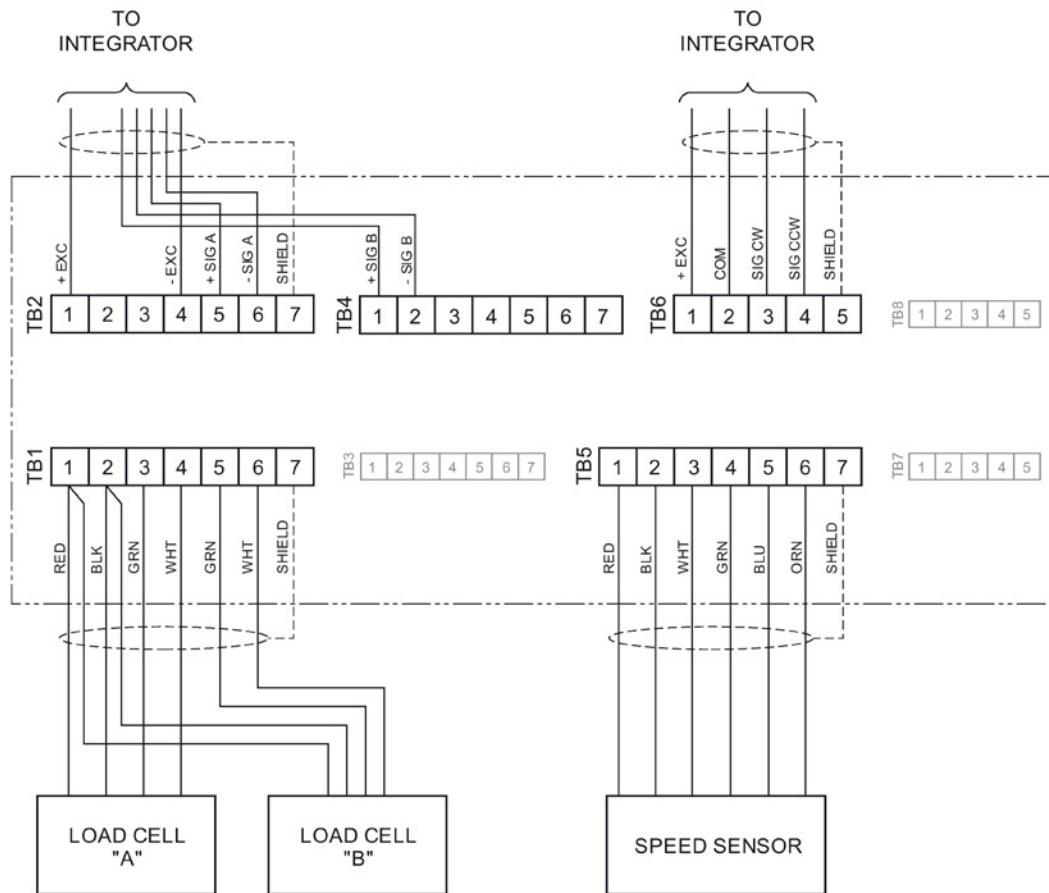 TO
INTEGRATOR
TO
INTEGRATOR
+ EXC
- EXC
+ SIG A
- SIG A
SHIELD
+ SIG B
- SIG B
+ EXC
COM
SIG CW
SIG CCW
SHIELD
TB2 1 2 3 4 5 6 7
TB4 1 2 3 4 5 6 7
TB6 1 2 3 4 5
TB8 1 2 3 4 5
TB1 1 2 3 4 5 6 7
TB3 1 2 3 4 5 6 7
TB5 1 2 3 4 5 6 7
TB7 1 2 3 4 5
RED
BLK
GRN
WHT
GRN
WHT
SHIELD
RED
BLK
WHT
GRN
BLU
ORN
SHIELD
LOAD CELL
"A"
LOAD CELL
"B"
SPEED SENSOR